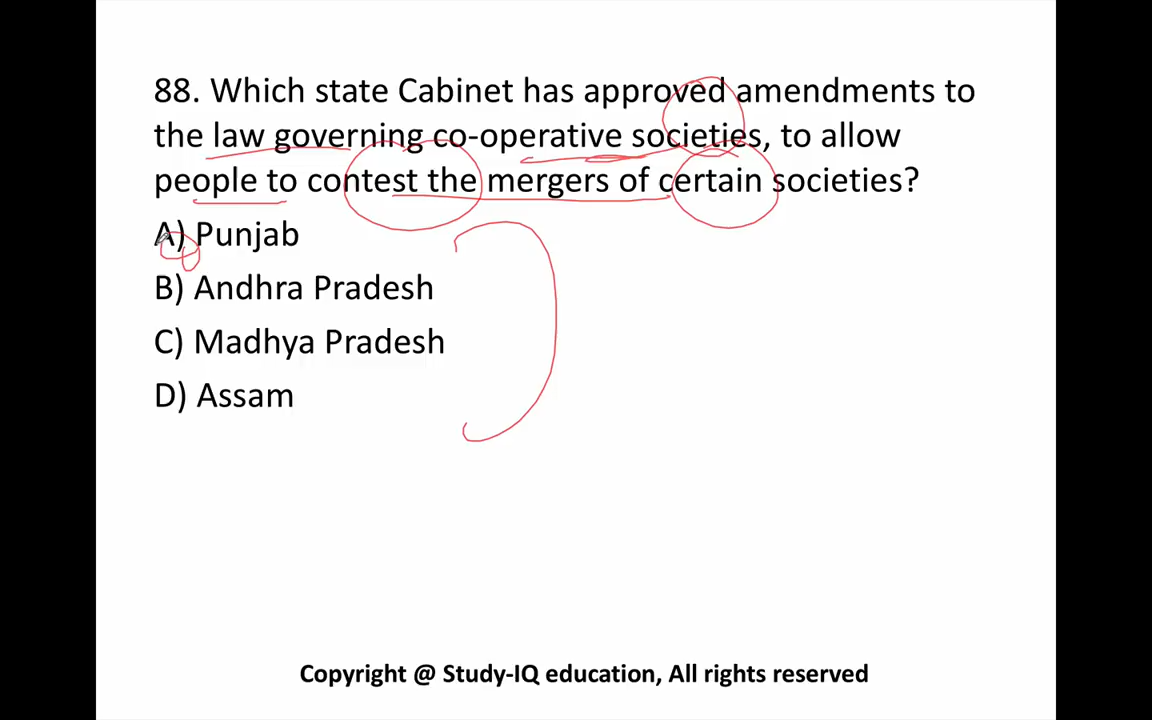 88. Which state Cabinet has approved amendments to
the law governing co-operative societies, to allow
people to contest the mergers of certain societies?
A) Punjab
B) Andhra Pradesh
C) Madhya Pradesh
D) Assam
Copyright @ Study-IQ education, All rights reserved